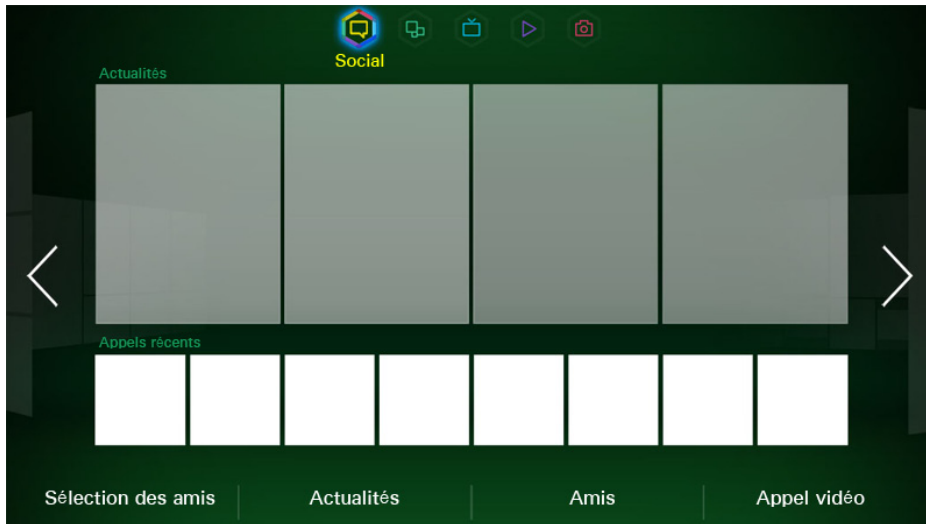 Social
Actualités
Appels récents
Sélection des amis
Actualités
Amis
Appel vidéo